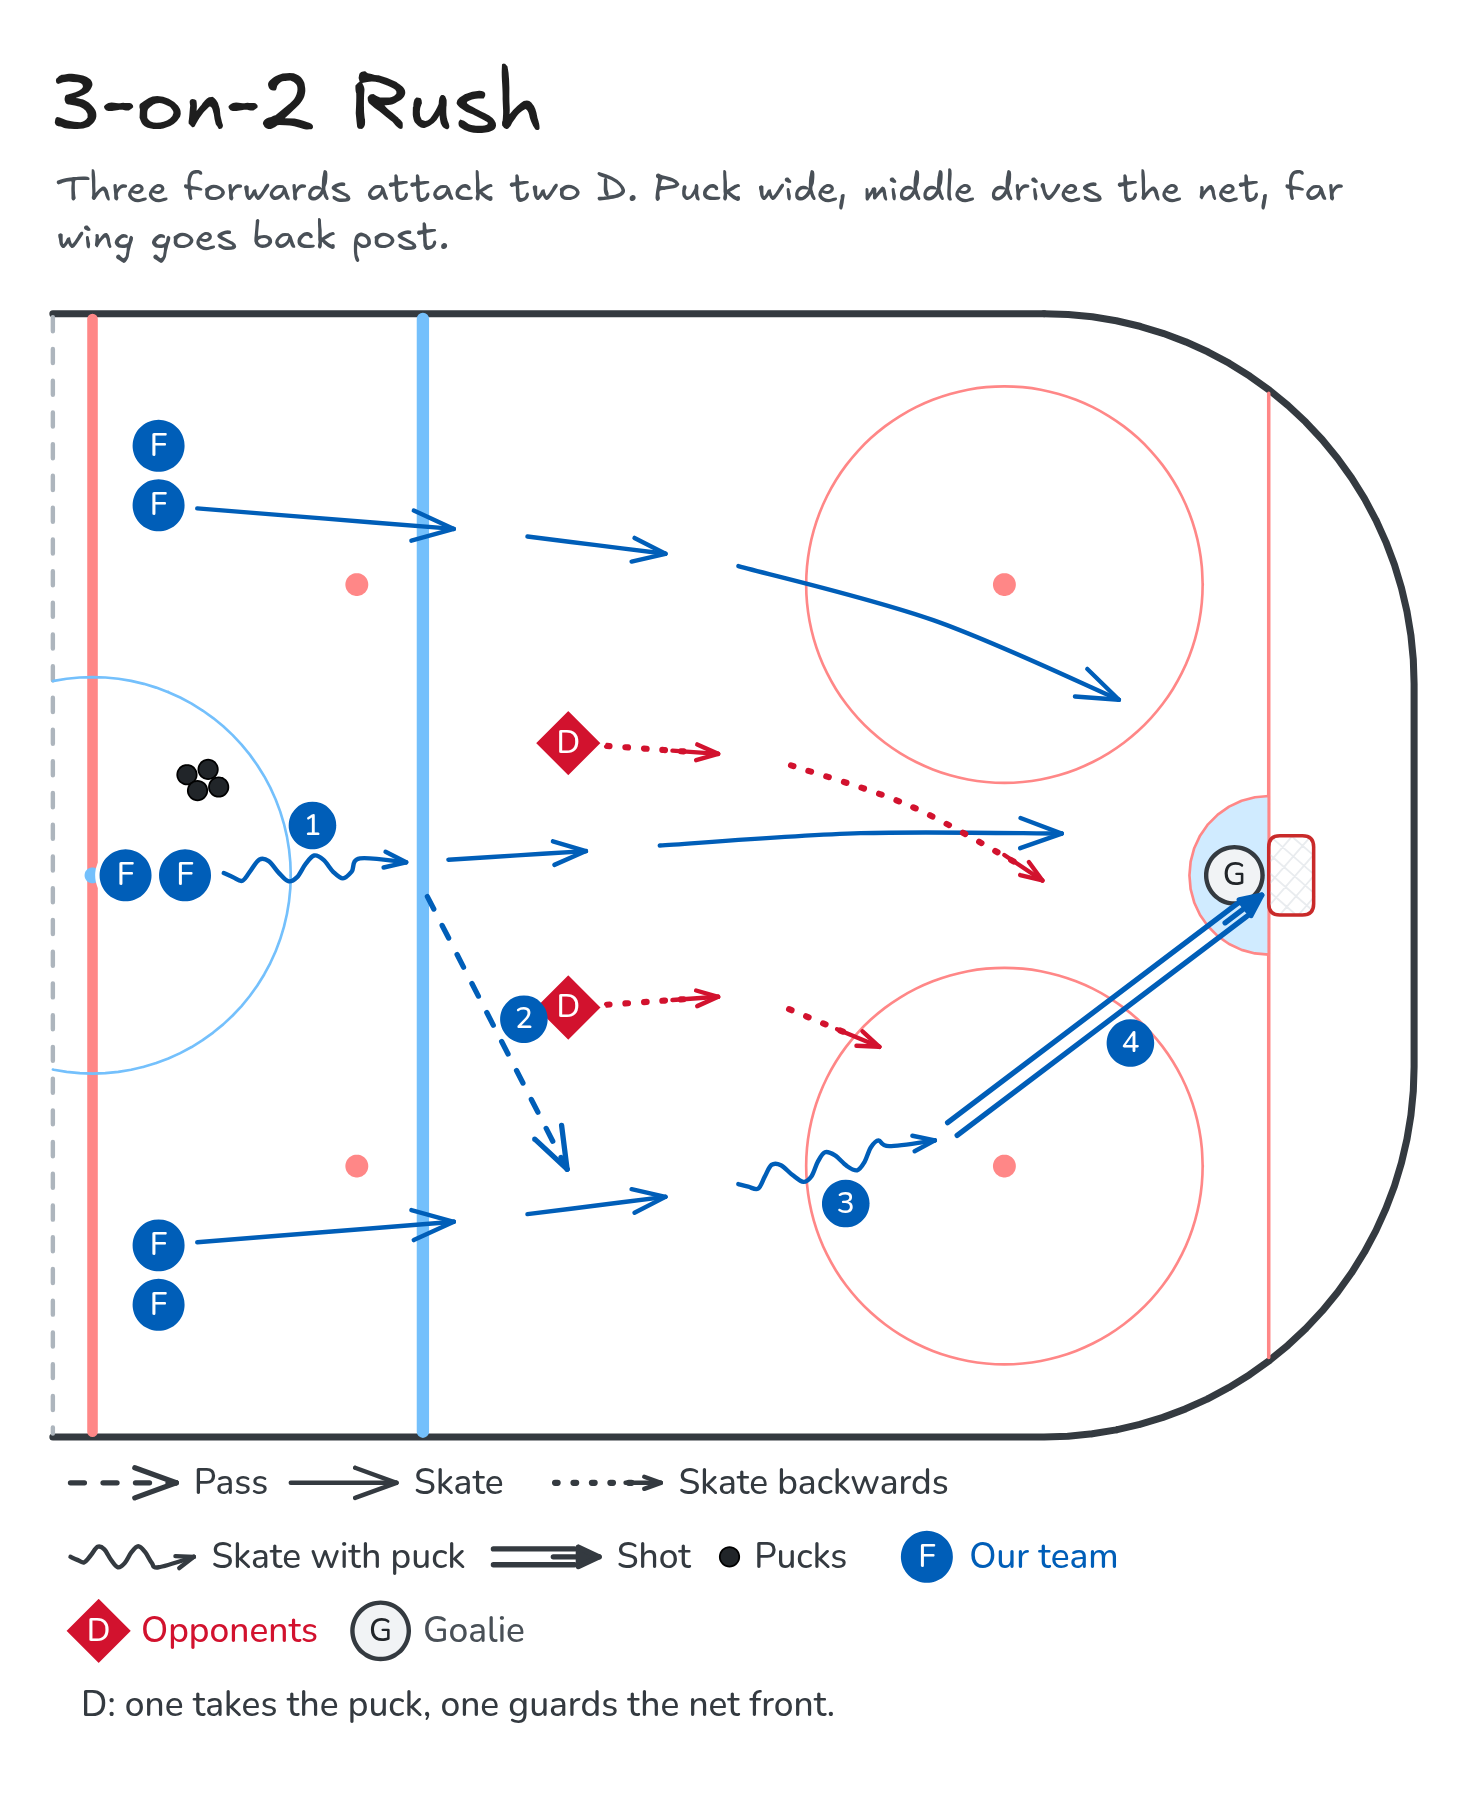 3-on-2 Rush
Three forwards attack two D. Puck wide, middle drives the net, far
wing goes back post.
F
F
D
1
F F
G
2 D
4
3
F
F
Pass Skate Skate backwards
Skate with puck Shot Pucks F Our team
D Opponents G Goalie
D: one takes the puck, one guards the net front.